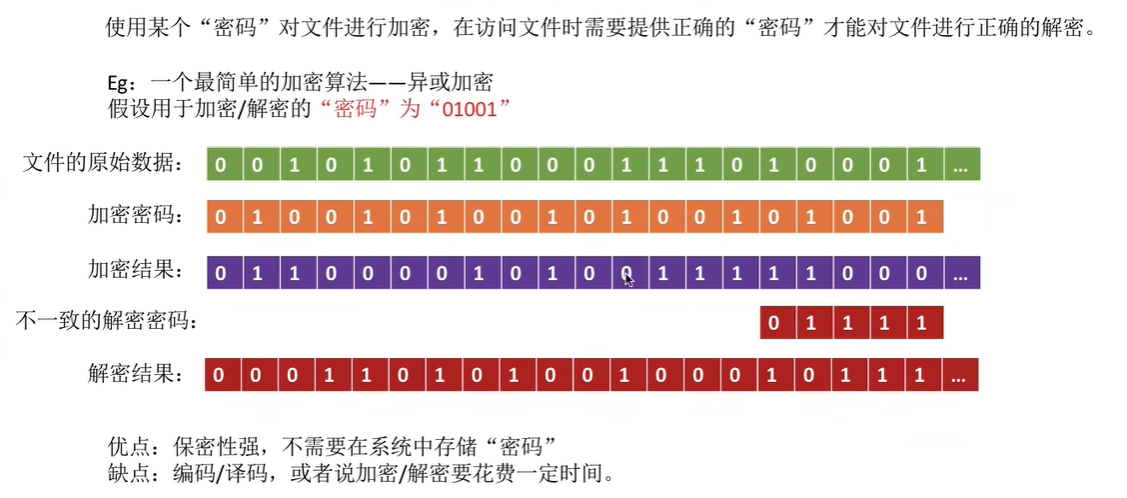 使用某个“密码”对文件进行加密，在访问文件时需要提供正确的“密码”才能对文件进行正确的解密。
Eg：一个最简单的加密算法——异或加密
假设用于加密/解密的“密码”为“01001”
文件的原始数据： 0 0 1 0 1 0 1 1 0 0 0 1 1 1 0 1 0 0 0 1 ...
加密密码： 0 1 0 0 1 0 1 0 0 1 0 1 0 0 1 0 1 0 0 1
加密结果： 0 1 1 0 0 0 0 1 0 1 0 0 1 1 1 1 1 0 0 0 ...
不一致的解密密码： 0 1 1 1 1
解密结果： 0 0 0 1 1 0 1 0 1 0 0 1 0 0 0 1 0 1 1 1 ...
优点：保密性强，不需要在系统中存储“密码”
缺点：编码/译码，或者说加密/解密要花费一定时间。